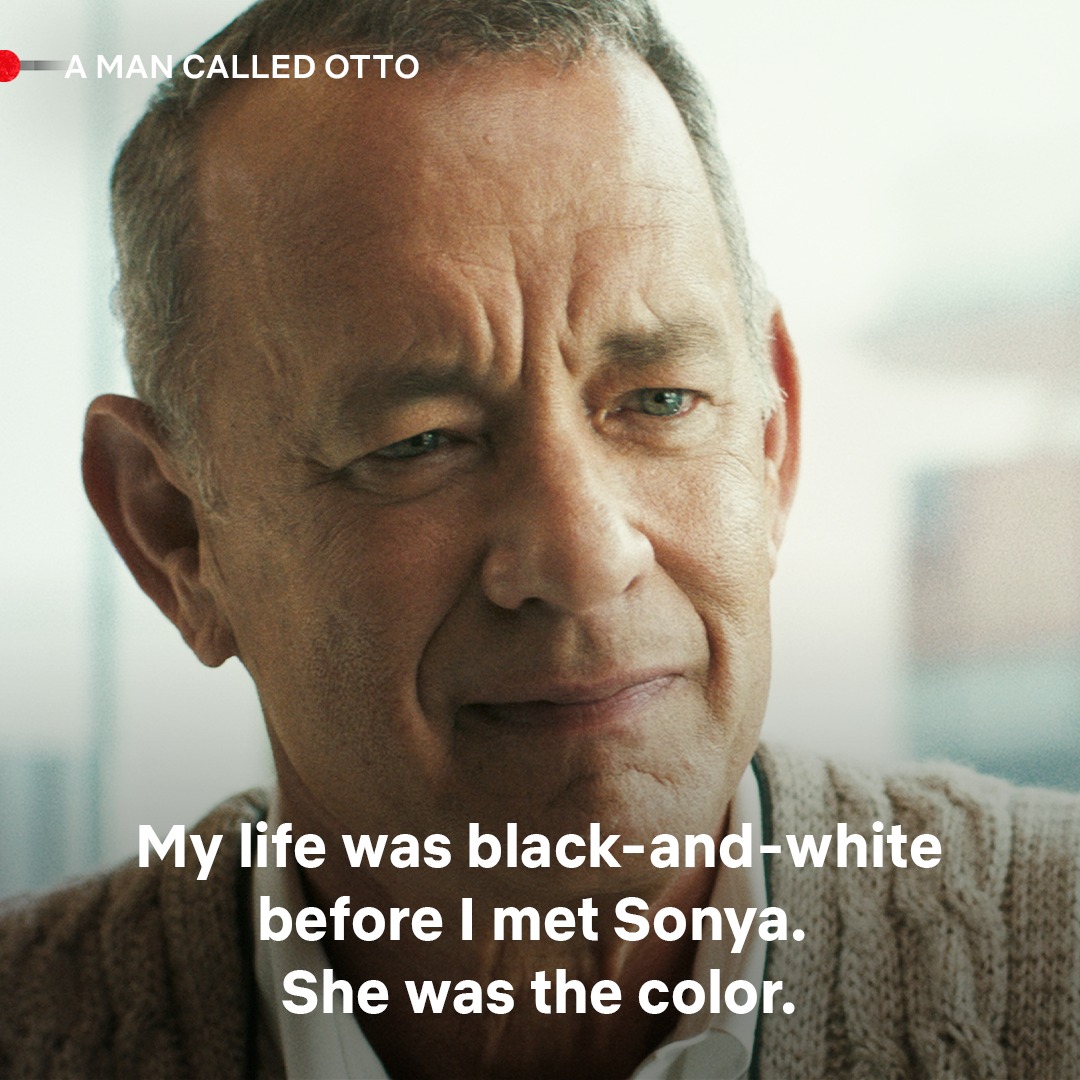 A MAN CALLED OTTO
My life was black-and-white
before I met Sonya.
She was the color.